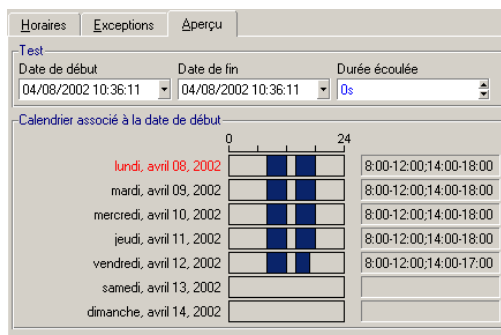 Horaires Exceptions Aperçu
Test
Date de début Date de fin Durée écoulée
04/08/2002 10:36:11 04/08/2002 10:36:11 0s
Calendrier associé à la date de début
0 24
lundi, avril 08, 2002 8:00-12:00;14:00-18:00
mardi, avril 09, 2002 8:00-12:00;14:00-18:00
mercredi, avril 10, 2002 8:00-12:00;14:00-18:00
jeudi, avril 11, 2002 8:00-12:00;14:00-18:00
vendredi, avril 12, 2002 8:00-12:00;14:00-17:00
samedi, avril 13, 2002
dimanche, avril 14, 2002